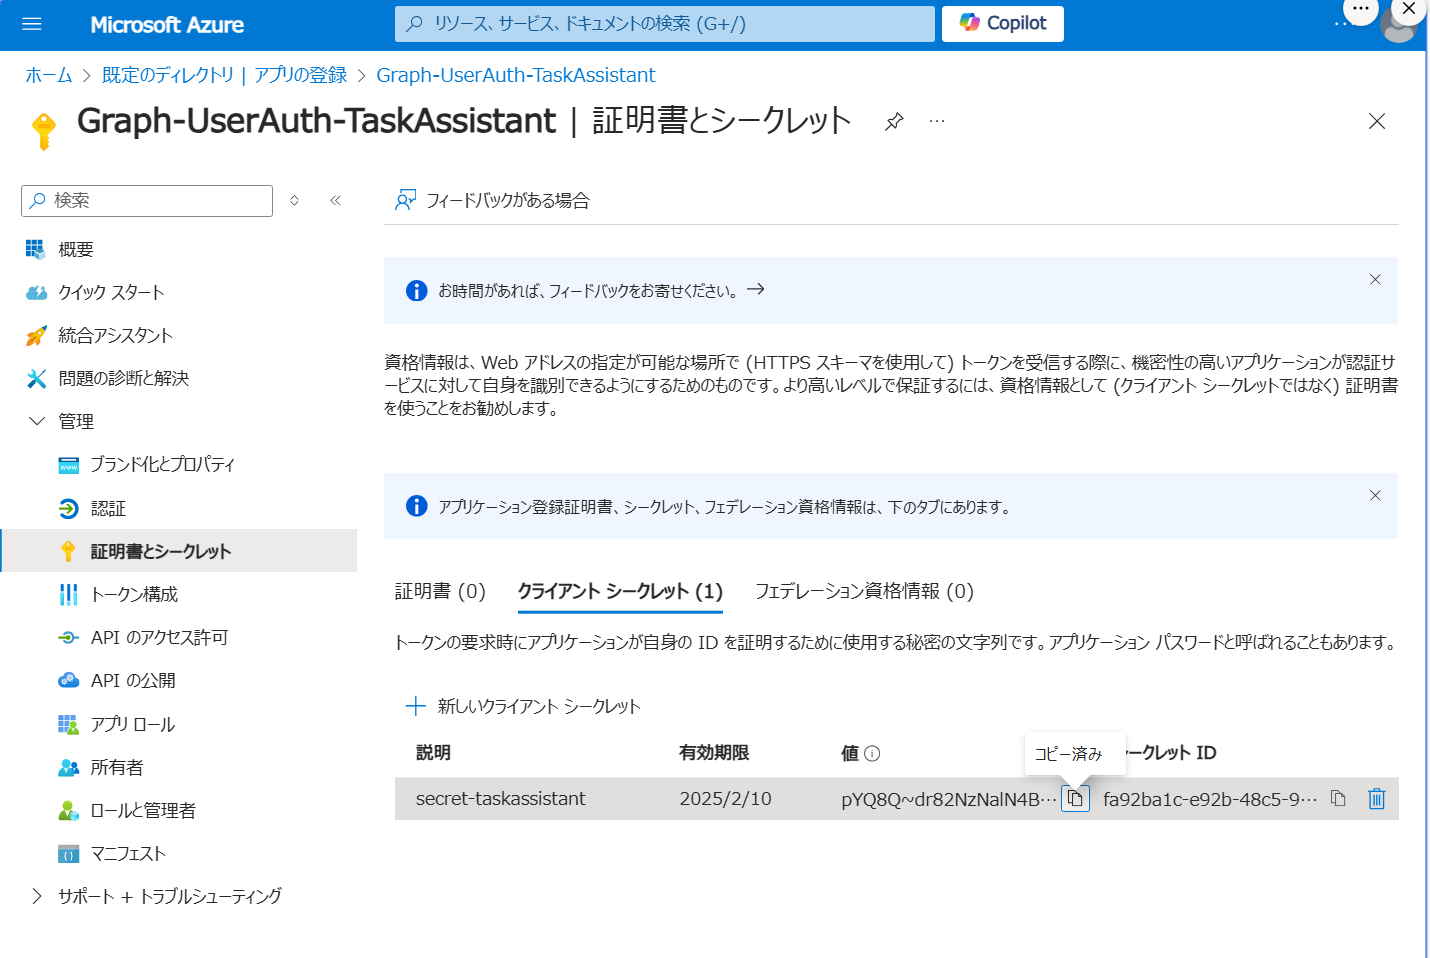 Microsoft Azure
リソース、サービス、ドキュメントの検索 (G+/)
Copilot
ホーム > 既定のディレクトリ | アプリの登録 > Graph-UserAuth-TaskAssistant
Graph-UserAuth-TaskAssistant | 証明書とシークレット
検索
フィードバックがある場合
概要
クイック スタート
統合アシスタント
問題の診断と解決
管理
ブランド化とプロパティ
認証
証明書とシークレット
トークン構成
API のアクセス許可
API の公開
アプリ ロール
所有者
ロールと管理者
マニフェスト
サポート + トラブルシューティング
お時間があれば、フィードバックをお寄せください。 →
資格情報は、Web アドレスの指定が可能な場所で (HTTPS スキーマを使用して) トークンを受信する際に、機密性の高いアプリケーションが認証サ
ービスに対して自身を識別できるようにするためのものです。より高いレベルで保証するには、資格情報として (クライアント シークレットではなく) 証明書
を使うことをお勧めします。
アプリケーション登録証明書、シークレット、フェデレーション資格情報は、下のタブにあります。
証明書 (0) クライアント シークレット (1) フェデレーション資格情報 (0)
トークンの要求時にアプリケーションが自身の ID を証明するために使用する秘密の文字列です。アプリケーション パスワードと呼ばれることもあります。
新しいクライアント シークレット
コピー済み
説明 有効期限 値 ークレット ID
secret-taskassistant 2025/2/10 pYQ8Q~dr82NzNalN4B… fa92ba1c-e92b-48c5-9…